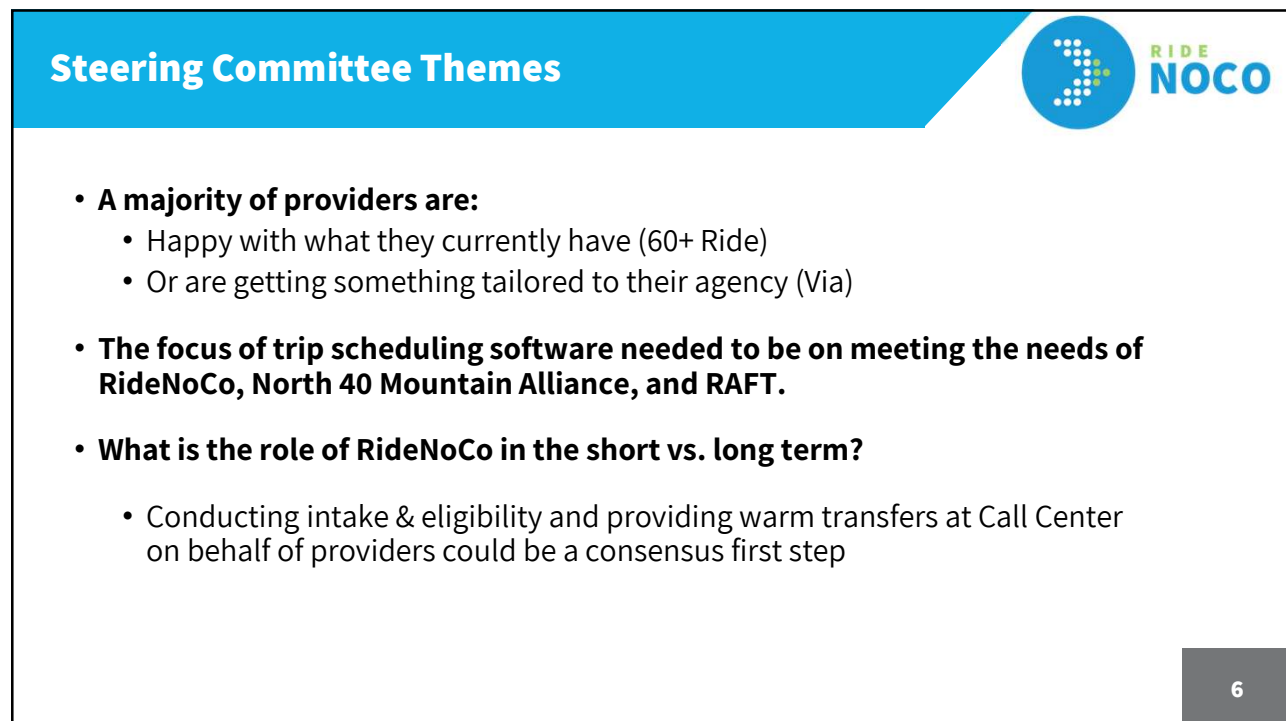 Steering Committee Themes
RIDE
NOCO
• A majority of providers are:
• Happy with what they currently have (60+ Ride)
• Or are getting something tailored to their agency (Via)
• The focus of trip scheduling software needed to be on meeting the needs of
RideNoCo, North 40 Mountain Alliance, and RAFT.
• What is the role of RideNoCo in the short vs. long term?
• Conducting intake & eligibility and providing warm transfers at Call Center
on behalf of providers could be a consensus first step
6